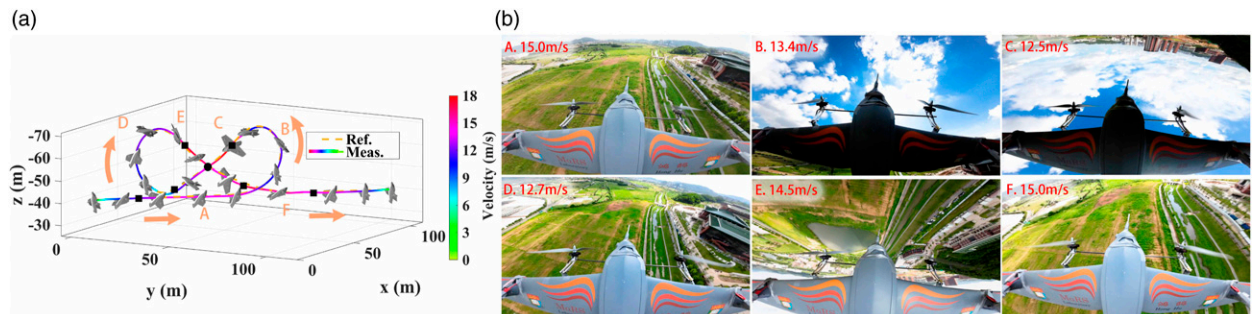 (a)
(b)
D
E
C
B
A
F
Ref.
Meas.
-70
-60
-50
-40
-30
z (m)
0
50
100
y (m)
0
50
100
x (m)
18
15
12
9
6
3
0
Velocity (m/s)
A. 15.0m/s
B. 13.4m/s
C. 12.5m/s
D. 12.7m/s
E. 14.5m/s
F. 15.0m/s